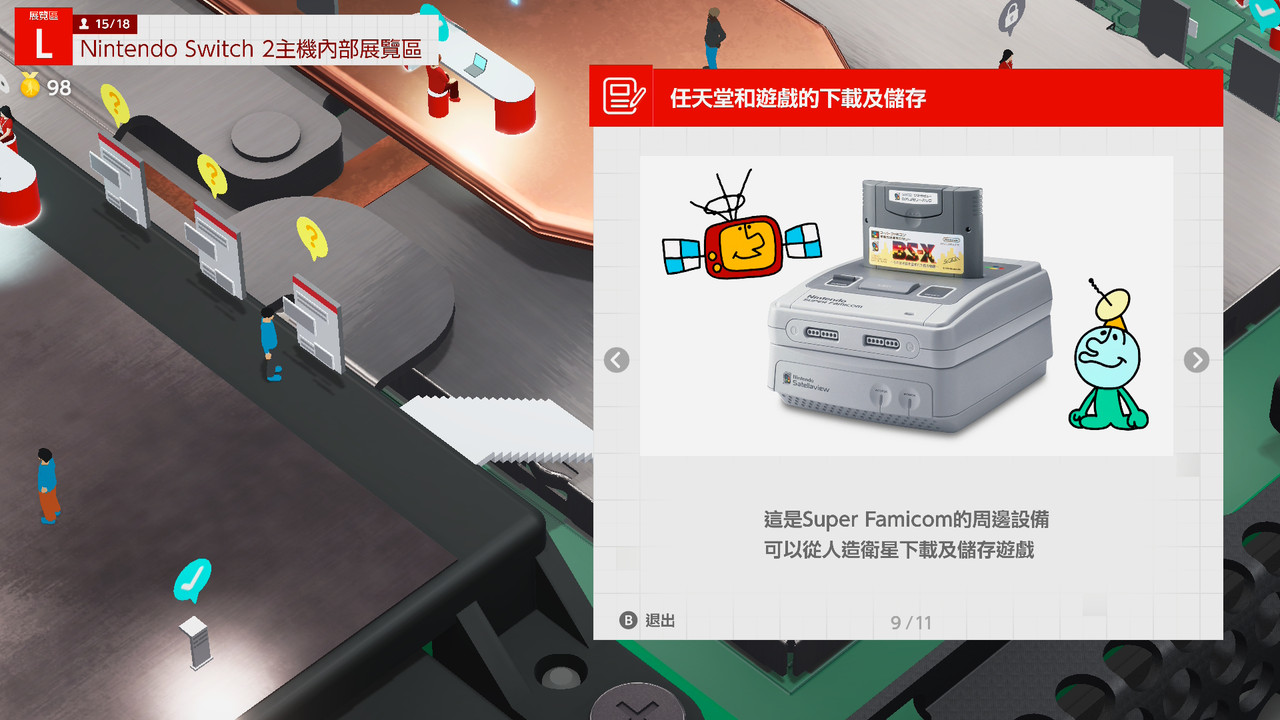 展覽區
L
15/18
Nintendo Switch 2主機內部展覽區
98
任天堂和遊戲的下載及儲存
BS-X
Nintendo
SUPER FAMICOM
Nintendo
Satellaview
這是Super Famicom的周邊設備
可以從人造衛星下載及儲存遊戲
B 退出
9 / 11